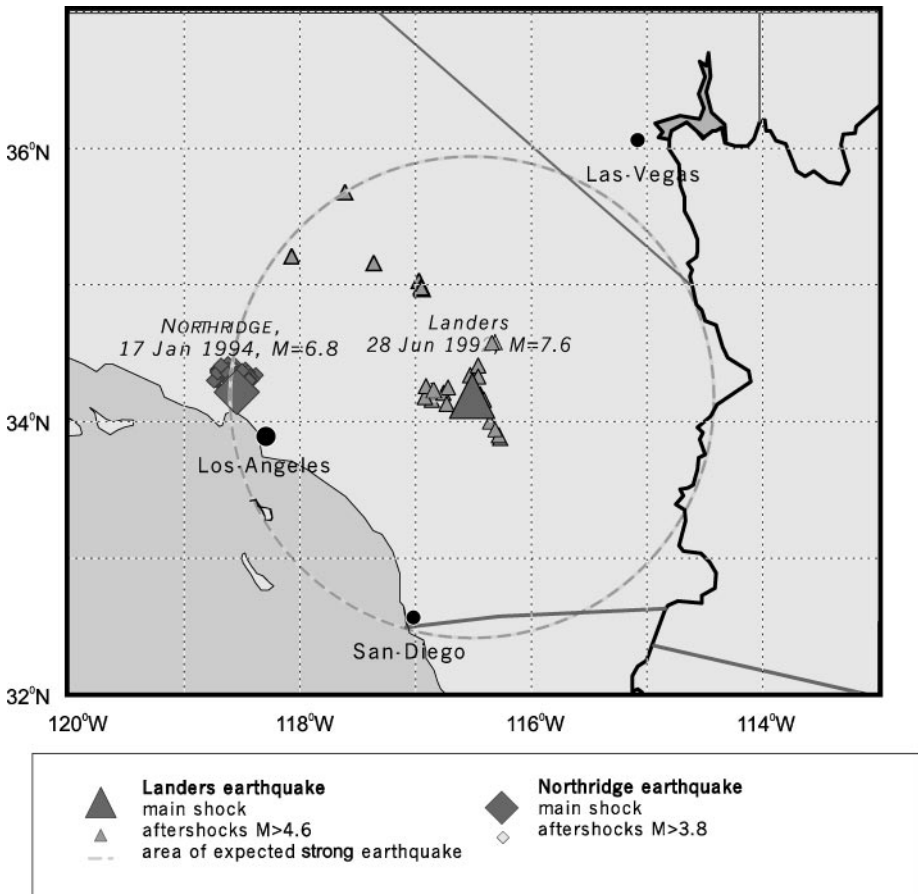 36°N
Las-Vegas
NORTHRIDGE,
17 Jan 1994, M=6.8
Landers
28 Jun 1992, M=7.6
34°N
Los-Angeles
San-Diego
32°N
120°W
118°W
116°W
114°W
Landers earthquake
main shock
aftershocks M>4.6
area of expected strong earthquake
Northridge earthquake
main shock
aftershocks M>3.8